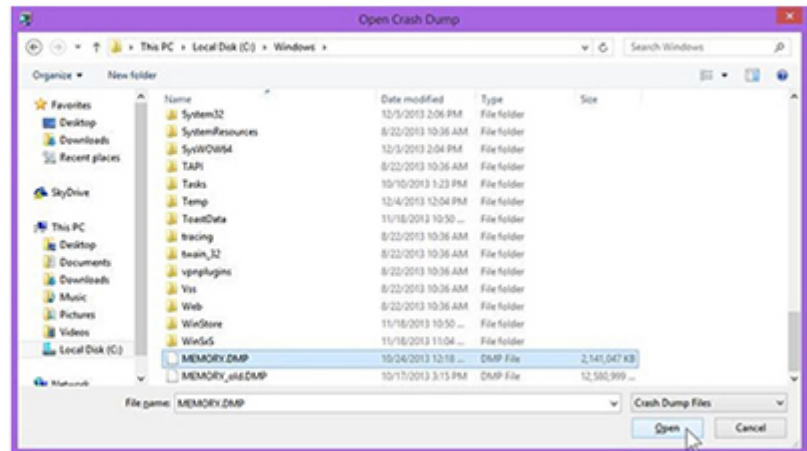 Open Crash Dump
This PC › Local Disk (C:) › Windows ›
Search Windows
Organize New folder
Name Date modified Type Size
System32 12/5/2013 2:06 PM File folder
SystemResources 8/22/2013 10:36 AM File folder
SysWOW64 12/3/2013 2:04 PM File folder
TAPI 8/22/2013 10:36 AM File folder
Tasks 10/10/2013 1:23 PM File folder
Temp 12/4/2013 12:04 PM File folder
ToastData 11/18/2013 10:50 ... File folder
tracing 8/22/2013 10:36 AM File folder
twain_32 8/22/2013 10:36 AM File folder
vpnplugins 8/22/2013 10:36 AM File folder
Vss 8/22/2013 10:36 AM File folder
Web 8/22/2013 10:36 AM File folder
WinStore 11/18/2013 10:50 ... File folder
WinSxS 11/18/2013 11:04 ... File folder
MEMORY.DMP 10/24/2013 12:18 ... DMP File 2,141,047 KB
MEMORY_old.DMP 10/17/2013 3:15 PM DMP File 12,580,999 ...
Favorites
Desktop
Downloads
Recent places
SkyDrive
This PC
Desktop
Documents
Downloads
Music
Pictures
Videos
Local Disk (C:)
Network
File name: MEMORY.DMP Crash Dump Files
Open Cancel